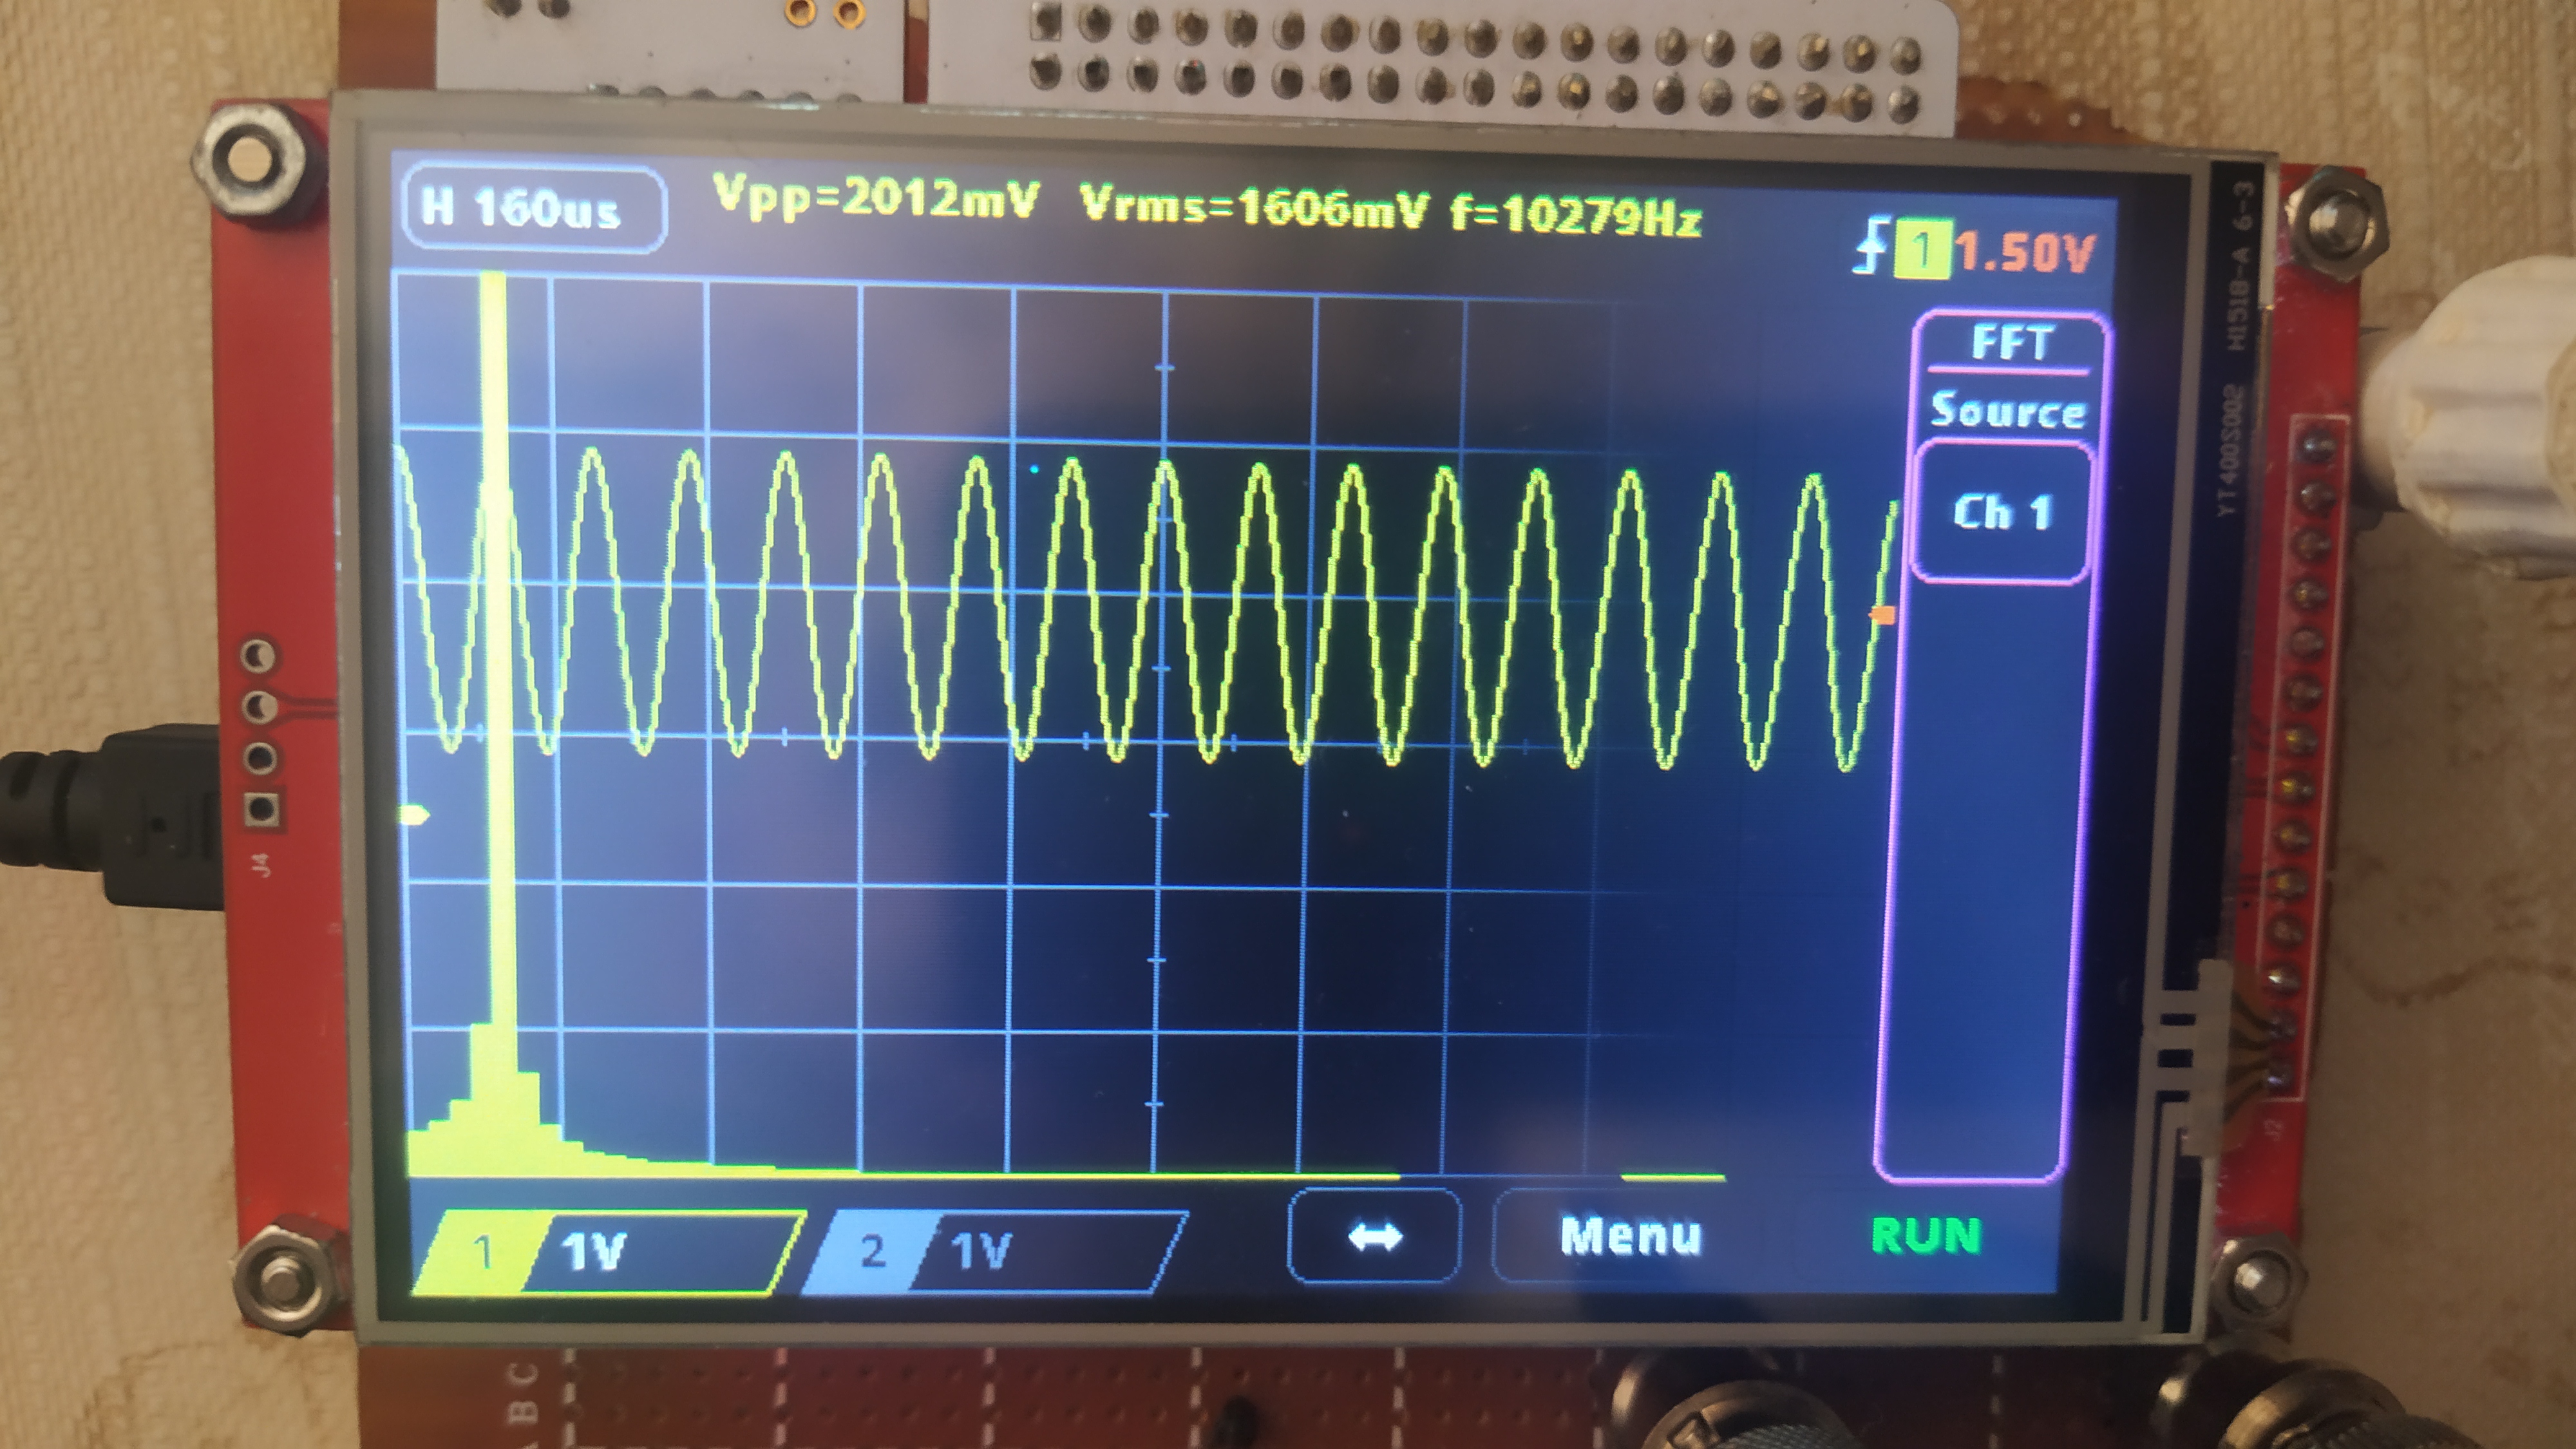 H 160us
Vpp=2012mV Vrms=1606mV f=10279Hz
1 1.50V
FFT
Source
Ch 1
1 1V
2 1V
↔
Menu
RUN
J4
J2
YT400S002 H1518-A 6-3
A B C